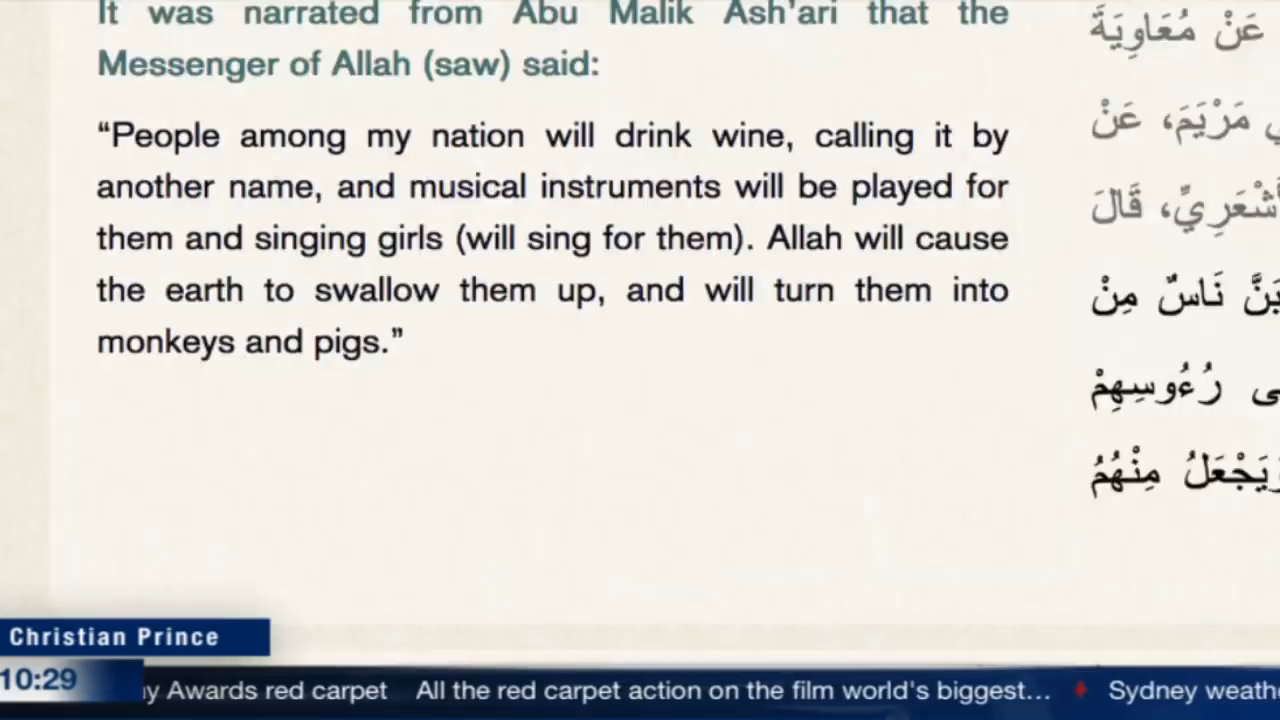 It was narrated from Abu Malik Ash'ari that the
Messenger of Allah (saw) said:
“People among my nation will drink wine, calling it by
another name, and musical instruments will be played for
them and singing girls (will sing for them). Allah will cause
the earth to swallow them up, and will turn them into
monkeys and pigs.”
عَنْ مُعَاوِيَةَ
مَرْيَمَ، عَنْ
قَالَ
نَاسٌ مِنْ
رُءُوسِهِمْ
وَيَجْعَلُ مِنْهُمُ
Christian Prince
10:29
Awards red carpet All the red carpet action on the film world's biggest... Sydney